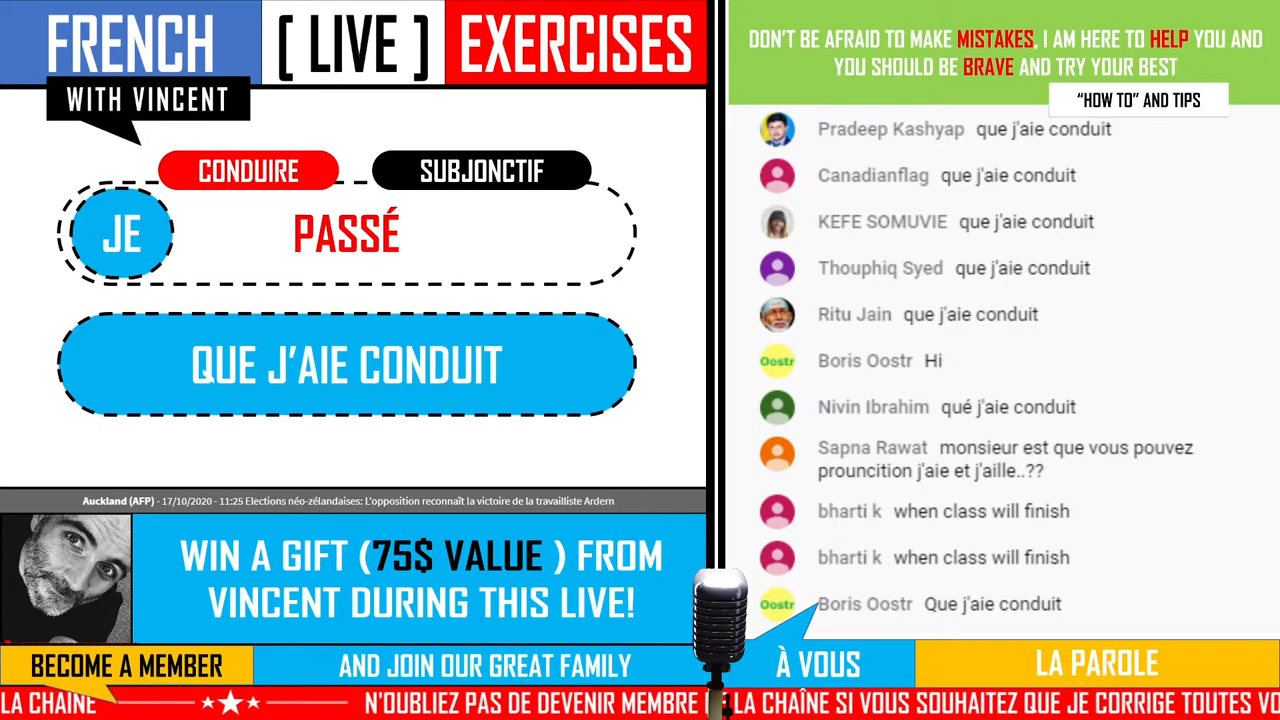 FRENCH [ LIVE ] EXERCISES
WITH VINCENT
CONDUIRE SUBJONCTIF
JE PASSÉ
QUE J'AIE CONDUIT
Auckland (AFP) - 17/10/2020 - 11:25 Elections néo-zélandaises: L'opposition reconnaît la victoire de la travailliste Ardern
WIN A GIFT (75$ VALUE ) FROM
VINCENT DURING THIS LIVE!
BECOME A MEMBER AND JOIN OUR GREAT FAMILY
DON'T BE AFRAID TO MAKE MISTAKES, I AM HERE TO HELP YOU AND
YOU SHOULD BE BRAVE AND TRY YOUR BEST
“HOW TO” AND TIPS
Pradeep Kashyap que j'aie conduit
Canadianflag que j'aie conduit
KEFE SOMUVIE que j'aie conduit
Thouphiq Syed que j'aie conduit
Ritu Jain que j'aie conduit
Oostr Boris Oostr Hi
Nivin Ibrahim qué j'aie conduit
Sapna Rawat monsieur est que vous pouvez
prouncition j'aie et j'aille..??
bharti k when class will finish
bharti k when class will finish
Oostr Boris Oostr Que j'aie conduit
À VOUS LA PAROLE
LA CHAÎNE N'OUBLIEZ PAS DE DEVENIR MEMBRE DE LA CHAÎNE SI VOUS SOUHAITEZ QUE JE CORRIGE TOUTES VO